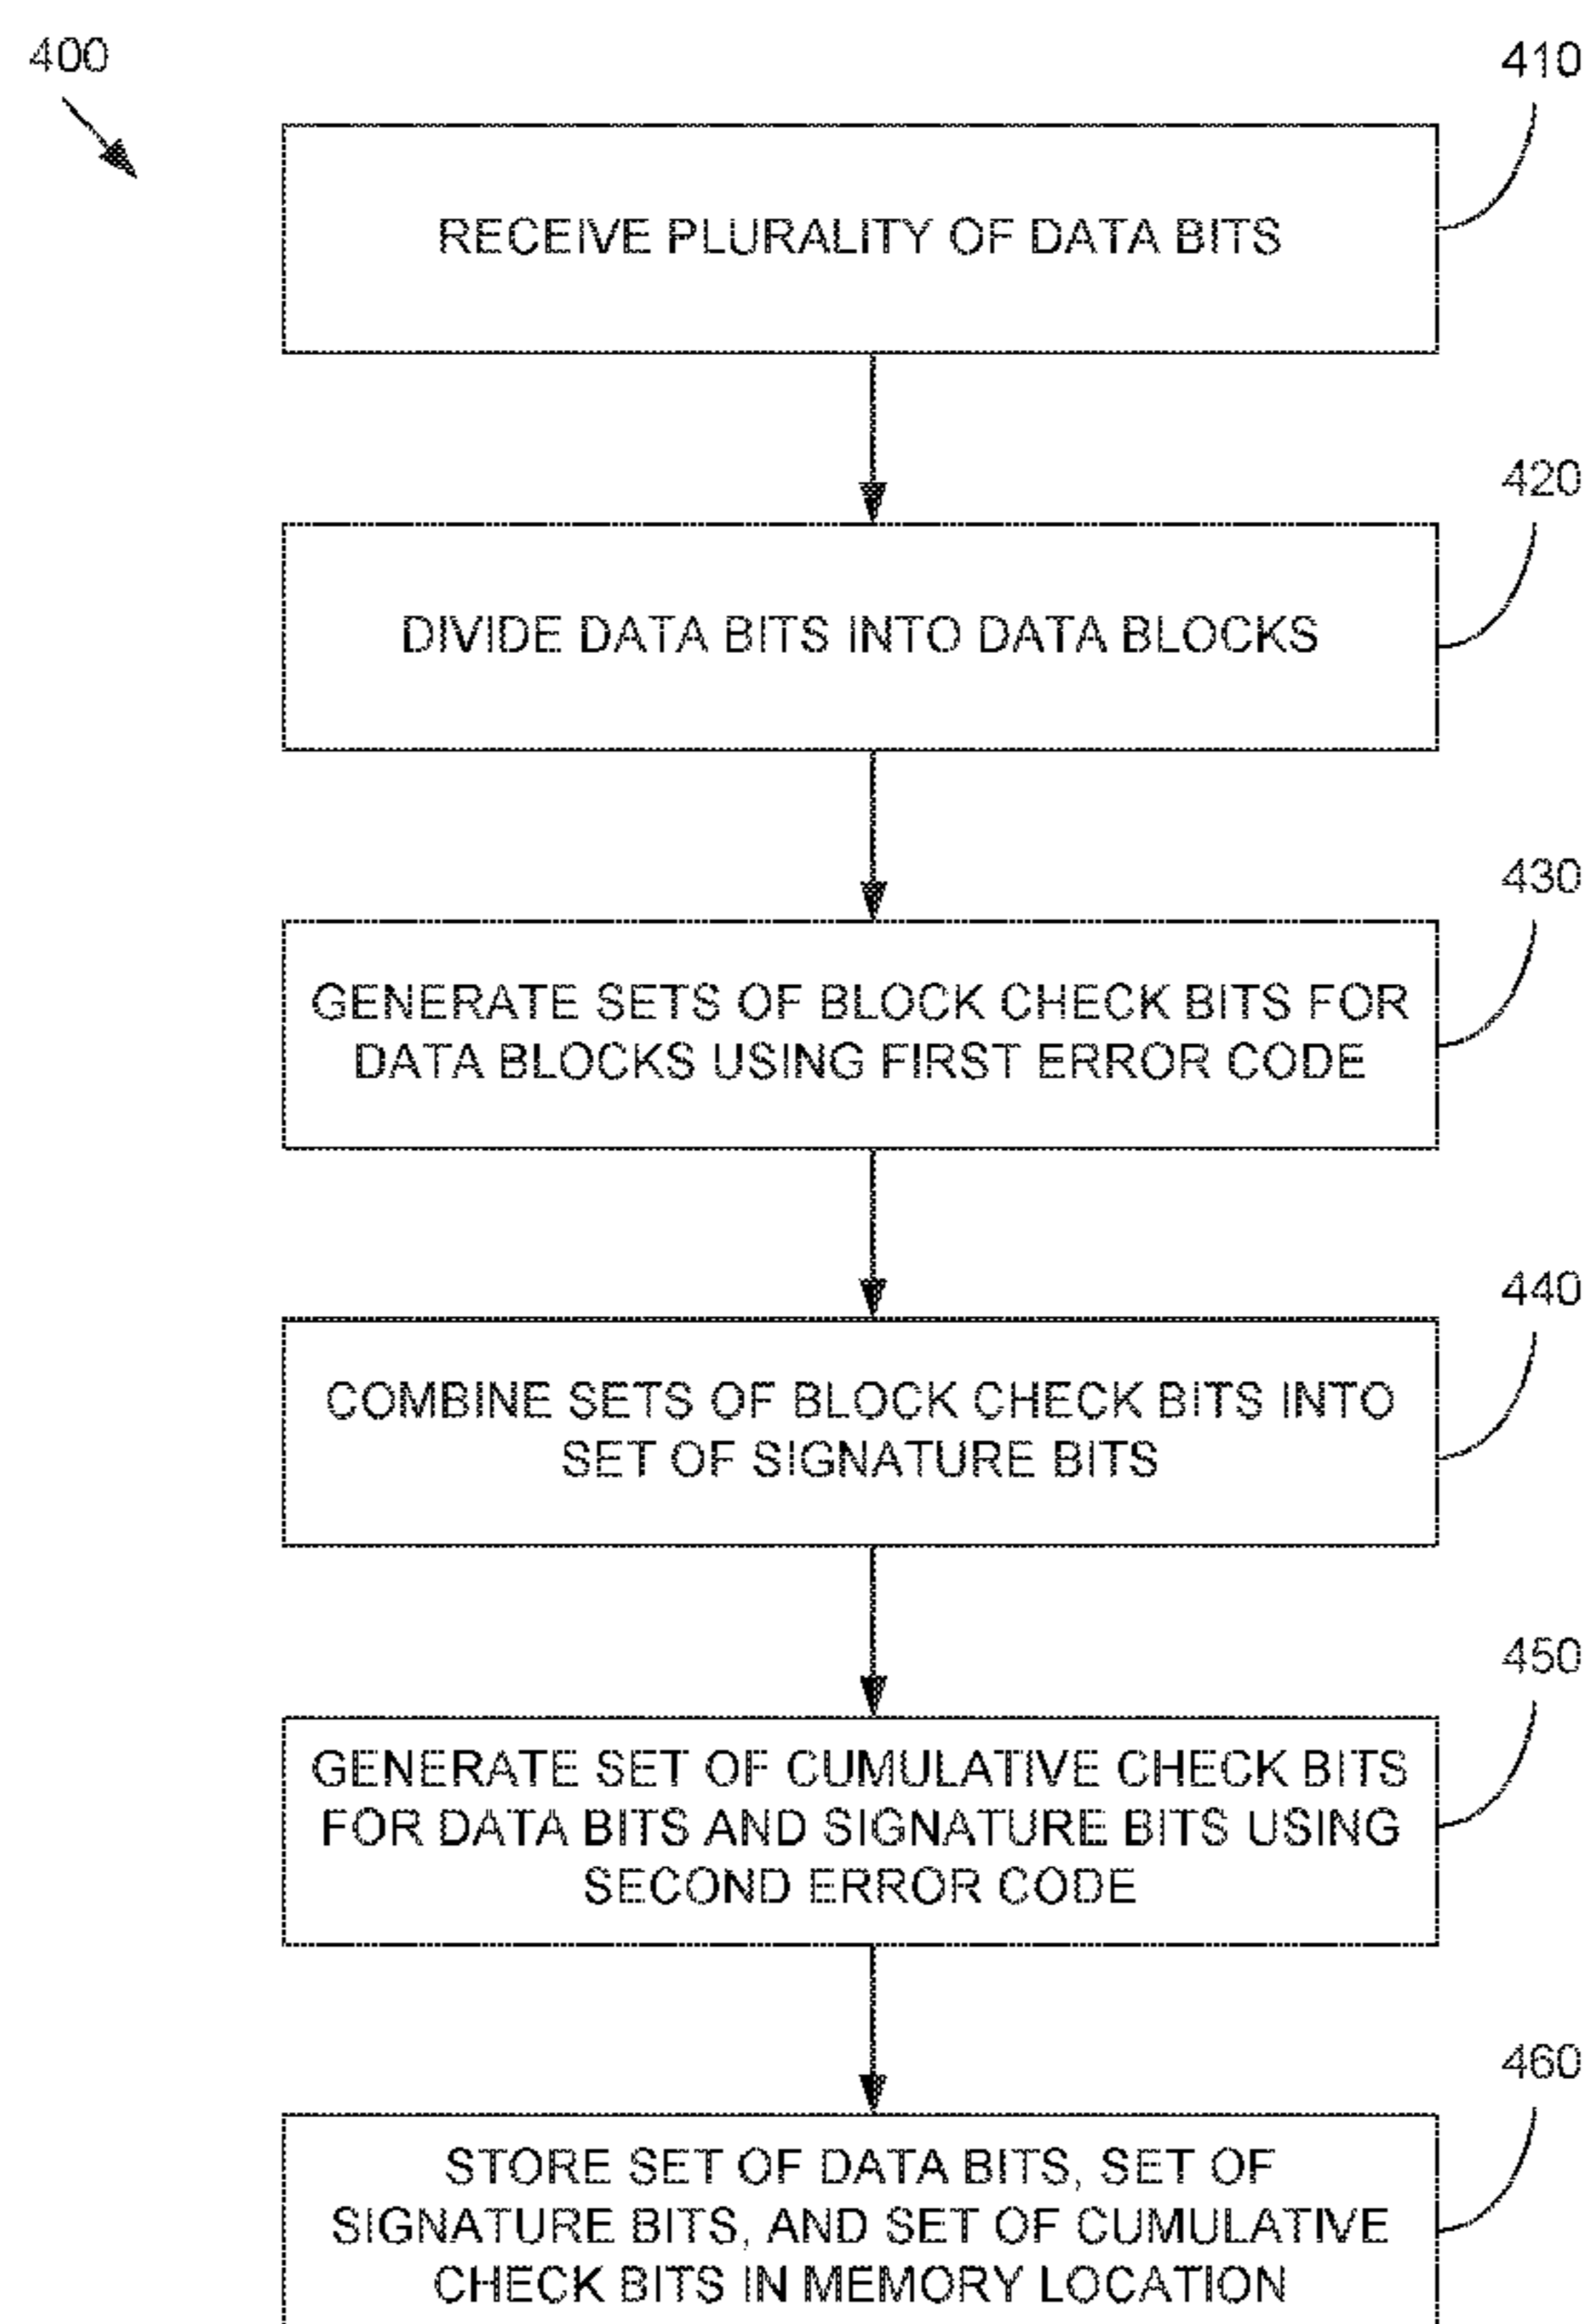 400
410
RECEIVE PLURALITY OF DATA BITS
420
DIVIDE DATA BITS INTO DATA BLOCKS
430
GENERATE SETS OF BLOCK CHECK BITS FOR
DATA BLOCKS USING FIRST ERROR CODE
440
COMBINE SETS OF BLOCK CHECK BITS INTO
SET OF SIGNATURE BITS
450
GENERATE SET OF CUMULATIVE CHECK BITS
FOR DATA BITS AND SIGNATURE BITS USING
SECOND ERROR CODE
460
STORE SET OF DATA BITS, SET OF
SIGNATURE BITS, AND SET OF CUMULATIVE
CHECK BITS IN MEMORY LOCATION